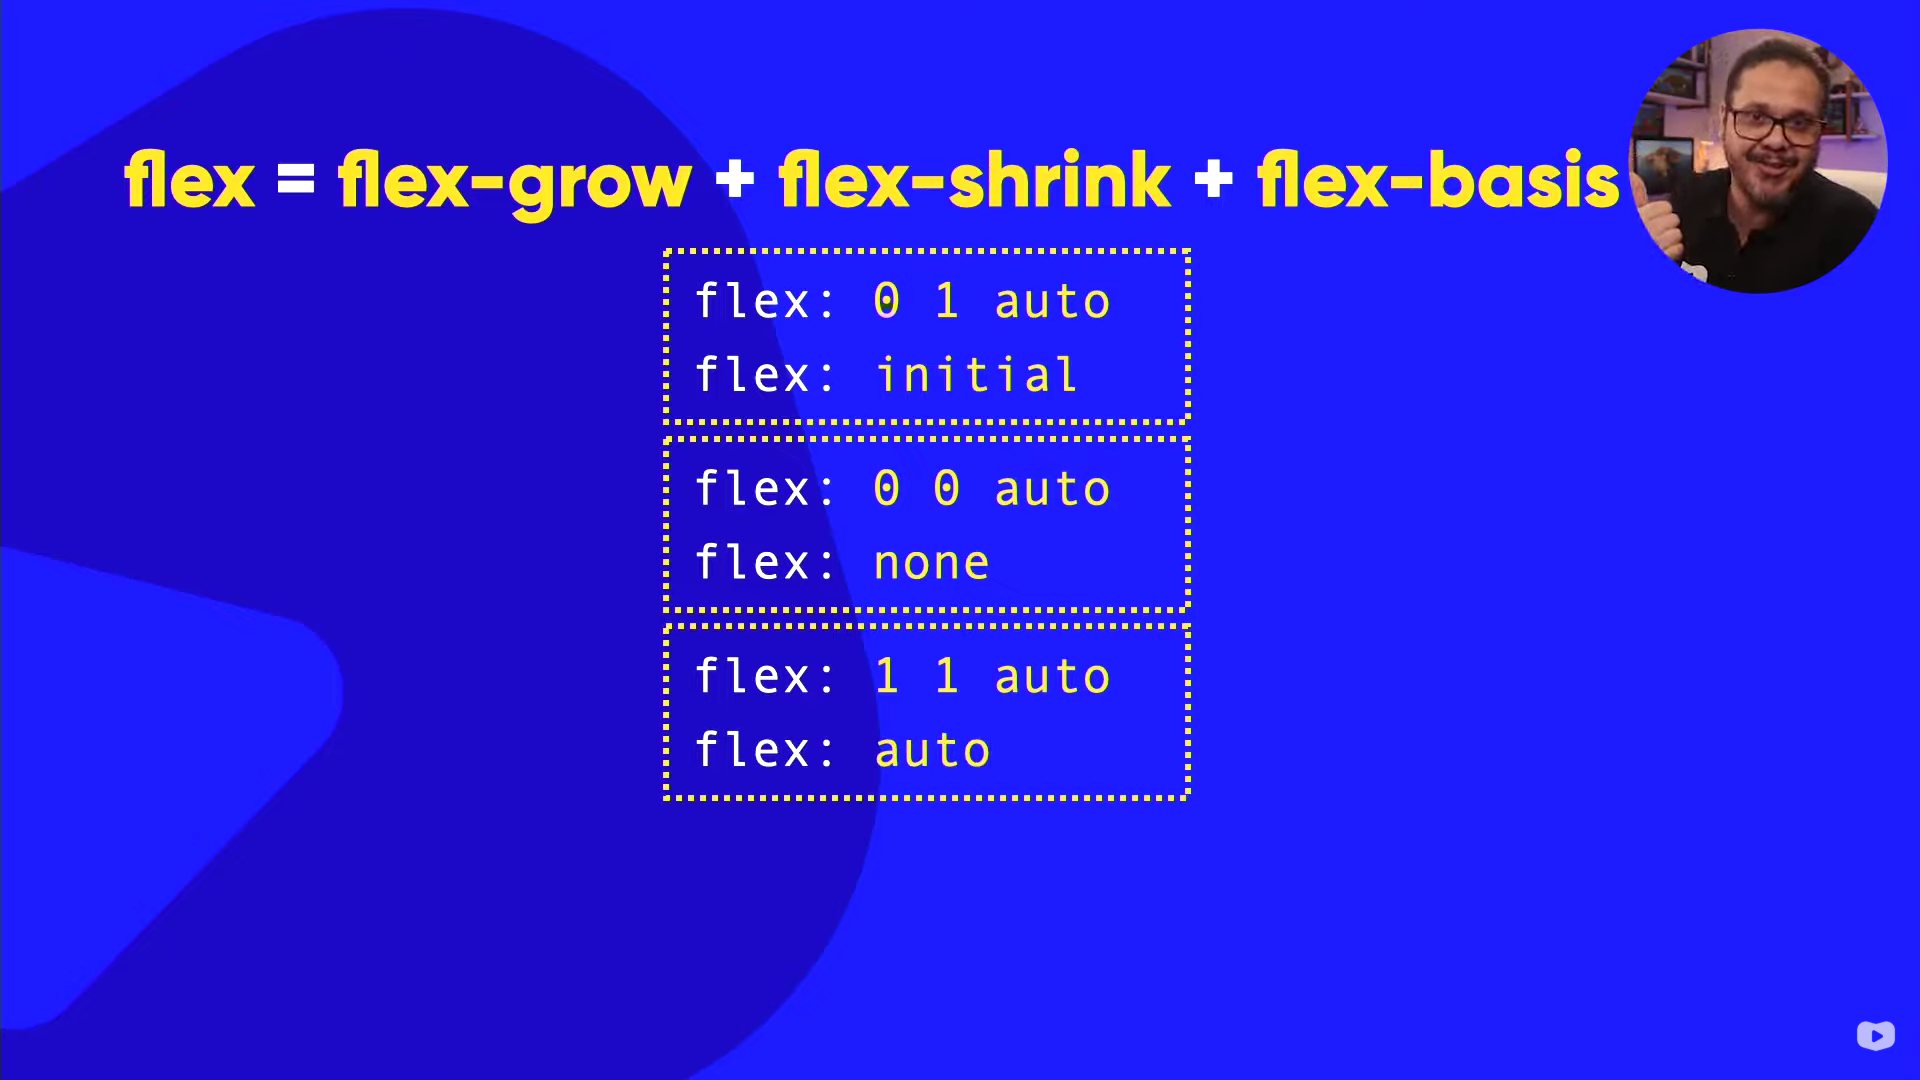 flex = flex-grow + flex-shrink + flex-basis
flex: 0 1 auto
flex: initial
flex: 0 0 auto
flex: none
flex: 1 1 auto
flex: auto